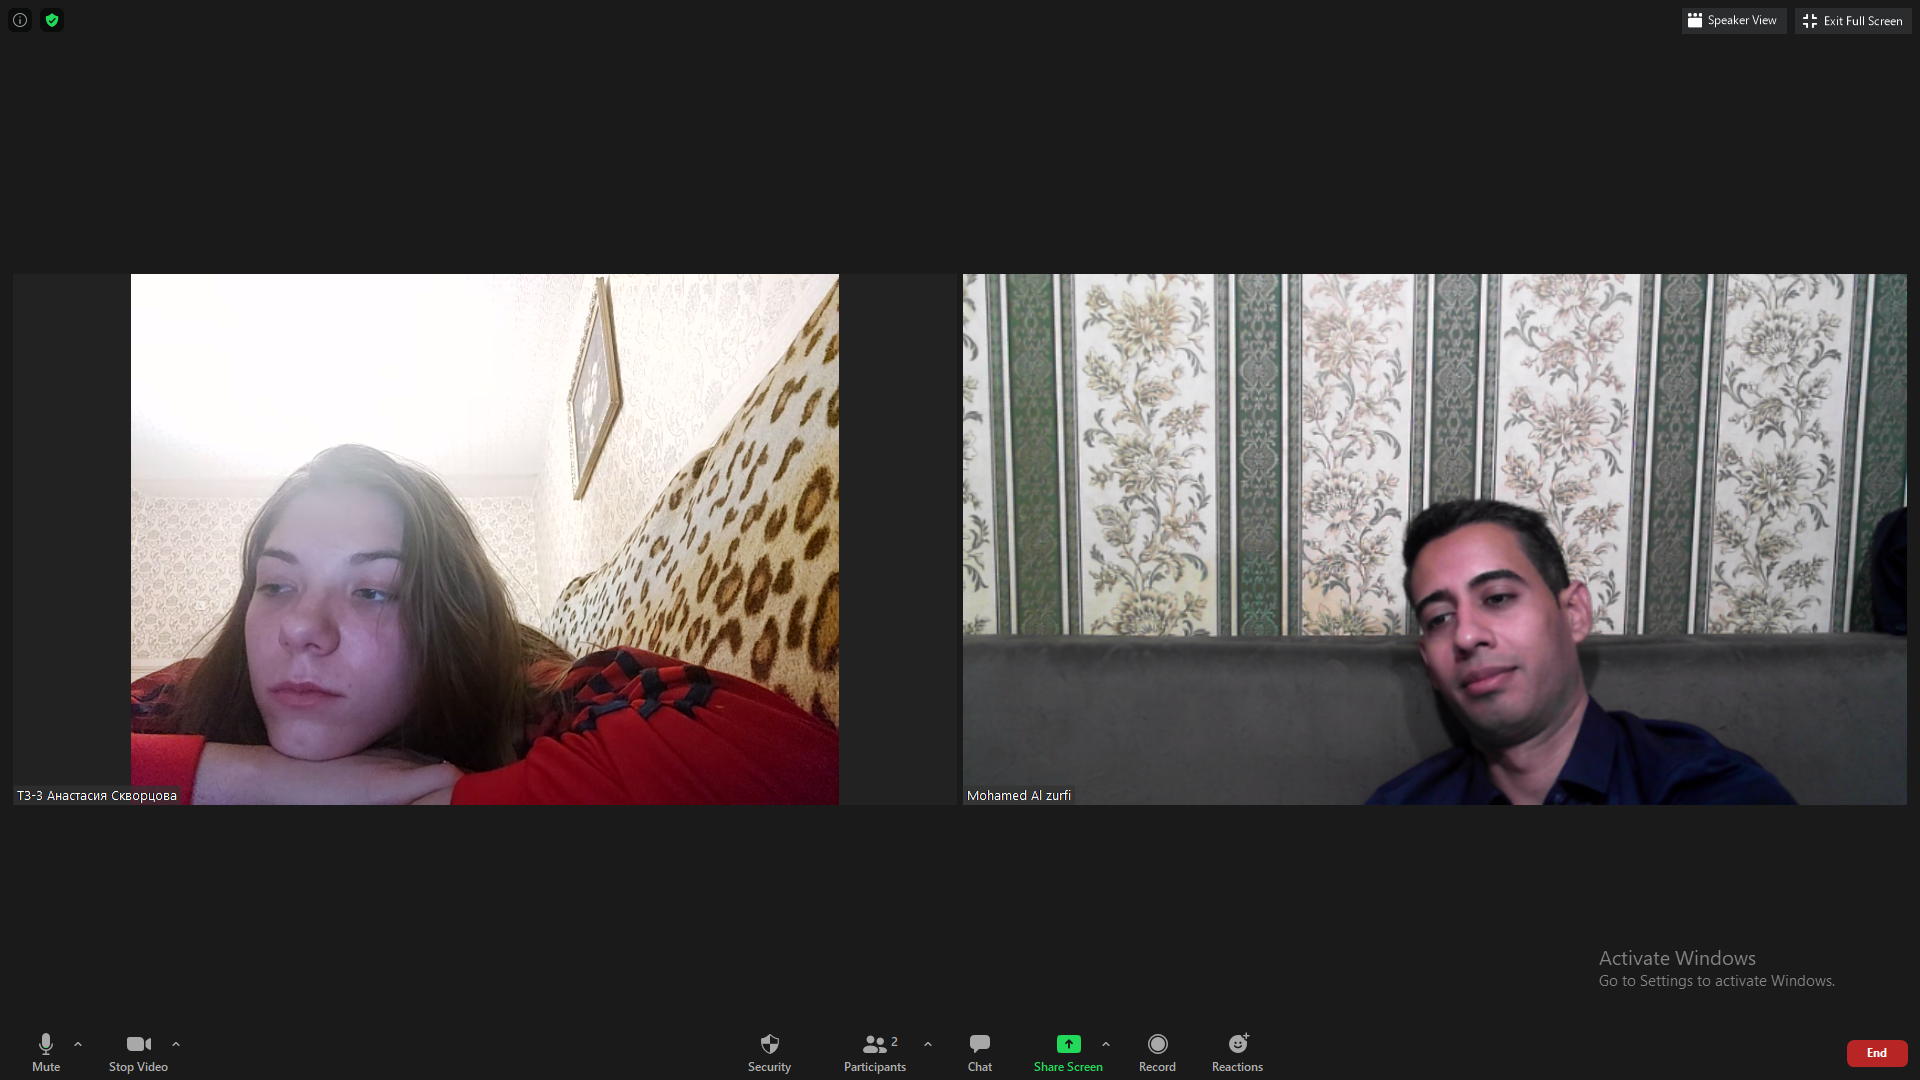 Speaker View
Exit Full Screen
ТЗ-3 Анастасия Скворцова
Mohamed Al zurfi
Activate Windows
Go to Settings to activate Windows.
Mute
Stop Video
Security
2
Participants
Chat
Share Screen
Record
Reactions
End